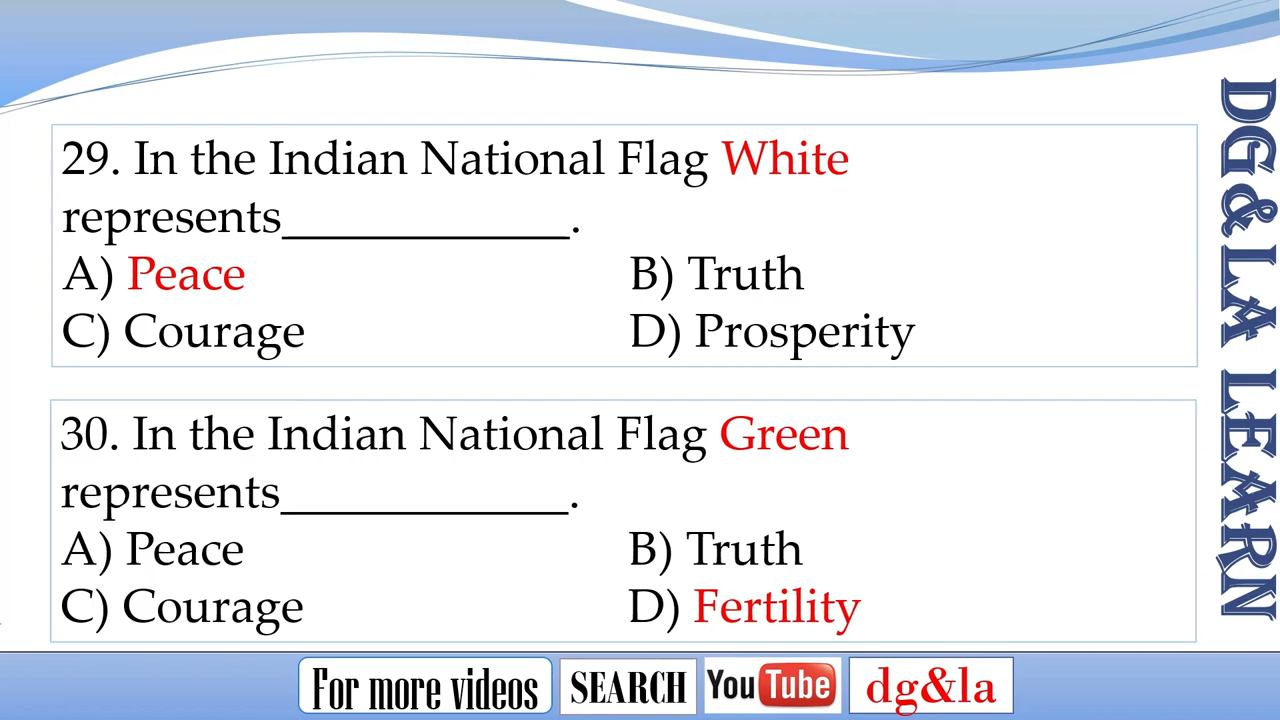 29. In the Indian National Flag White
represents____________.
A) Peace B) Truth
C) Courage D) Prosperity
30. In the Indian National Flag Green
represents____________.
A) Peace B) Truth
C) Courage D) Fertility
DG&LA LEARN
For more videos SEARCH YouTube dg&la